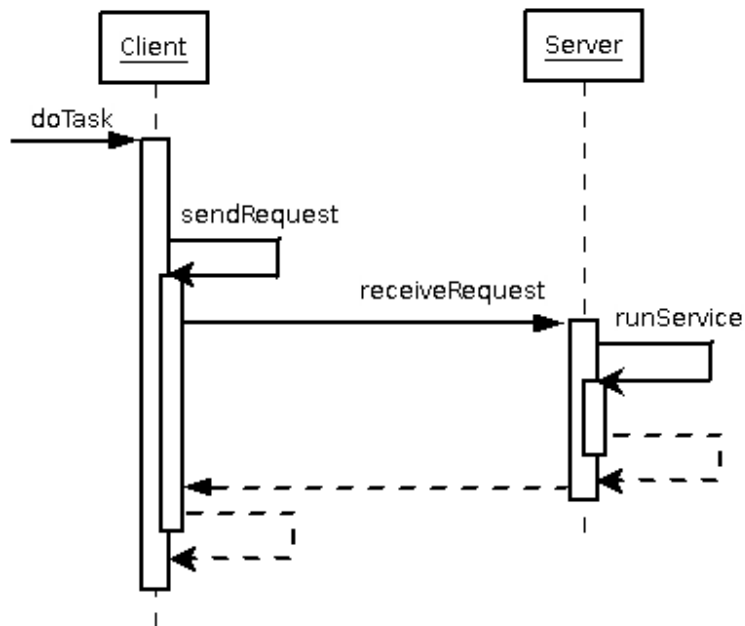 Client
Server
doTask
sendRequest
receiveRequest
runService